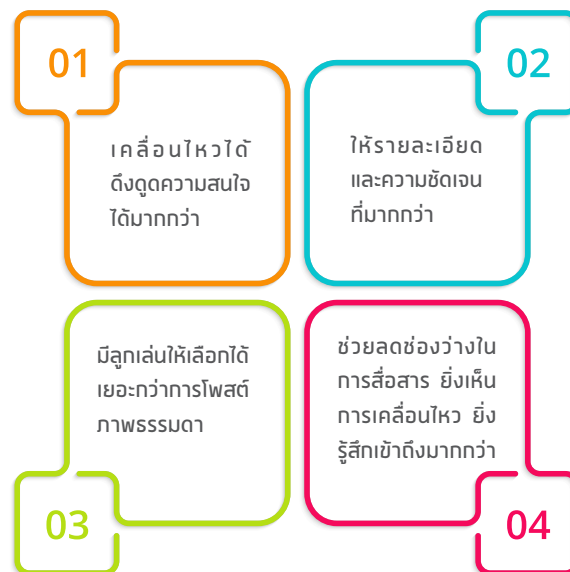 01
เคลื่อนไหวได้
ดึงดูดความสนใจ
ได้มากกว่า
02
ให้รายละเอียด
และความชัดเจน
ที่มากกว่า
03
มีลูกเล่นให้เลือกได้
เยอะกว่าการโพสต์
ภาพธรรมดา
04
ช่วยลดช่องว่างใน
การสื่อสาร ยิ่งเห็น
การเคลื่อนไหว ยิ่ง
รู้สึกเข้าถึงมากกว่า